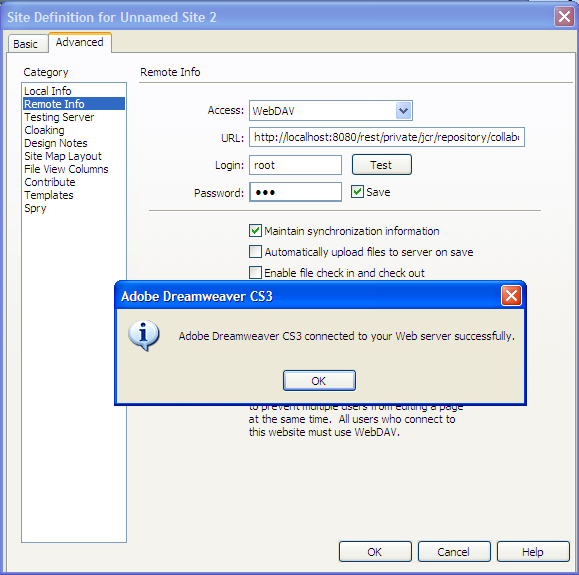 Site Definition for Unnamed Site 2
Basic
Advanced
Category
Local Info
Remote Info
Testing Server
Cloaking
Design Notes
Site Map Layout
File View Columns
Contribute
Templates
Spry
Remote Info
Access: WebDAV
URL: http://localhost:8080/rest/private/jcr/repository/collab
Login: root
Test
Password: •••
Save
Maintain synchronization information
Automatically upload files to server on save
Enable file check in and check out
Adobe Dreamweaver CS3
Adobe Dreamweaver CS3 connected to your Web server successfully.
OK
to prevent multiple users from editing a page
at the same time. All users who connect to
this website must use WebDAV.
OK
Cancel
Help